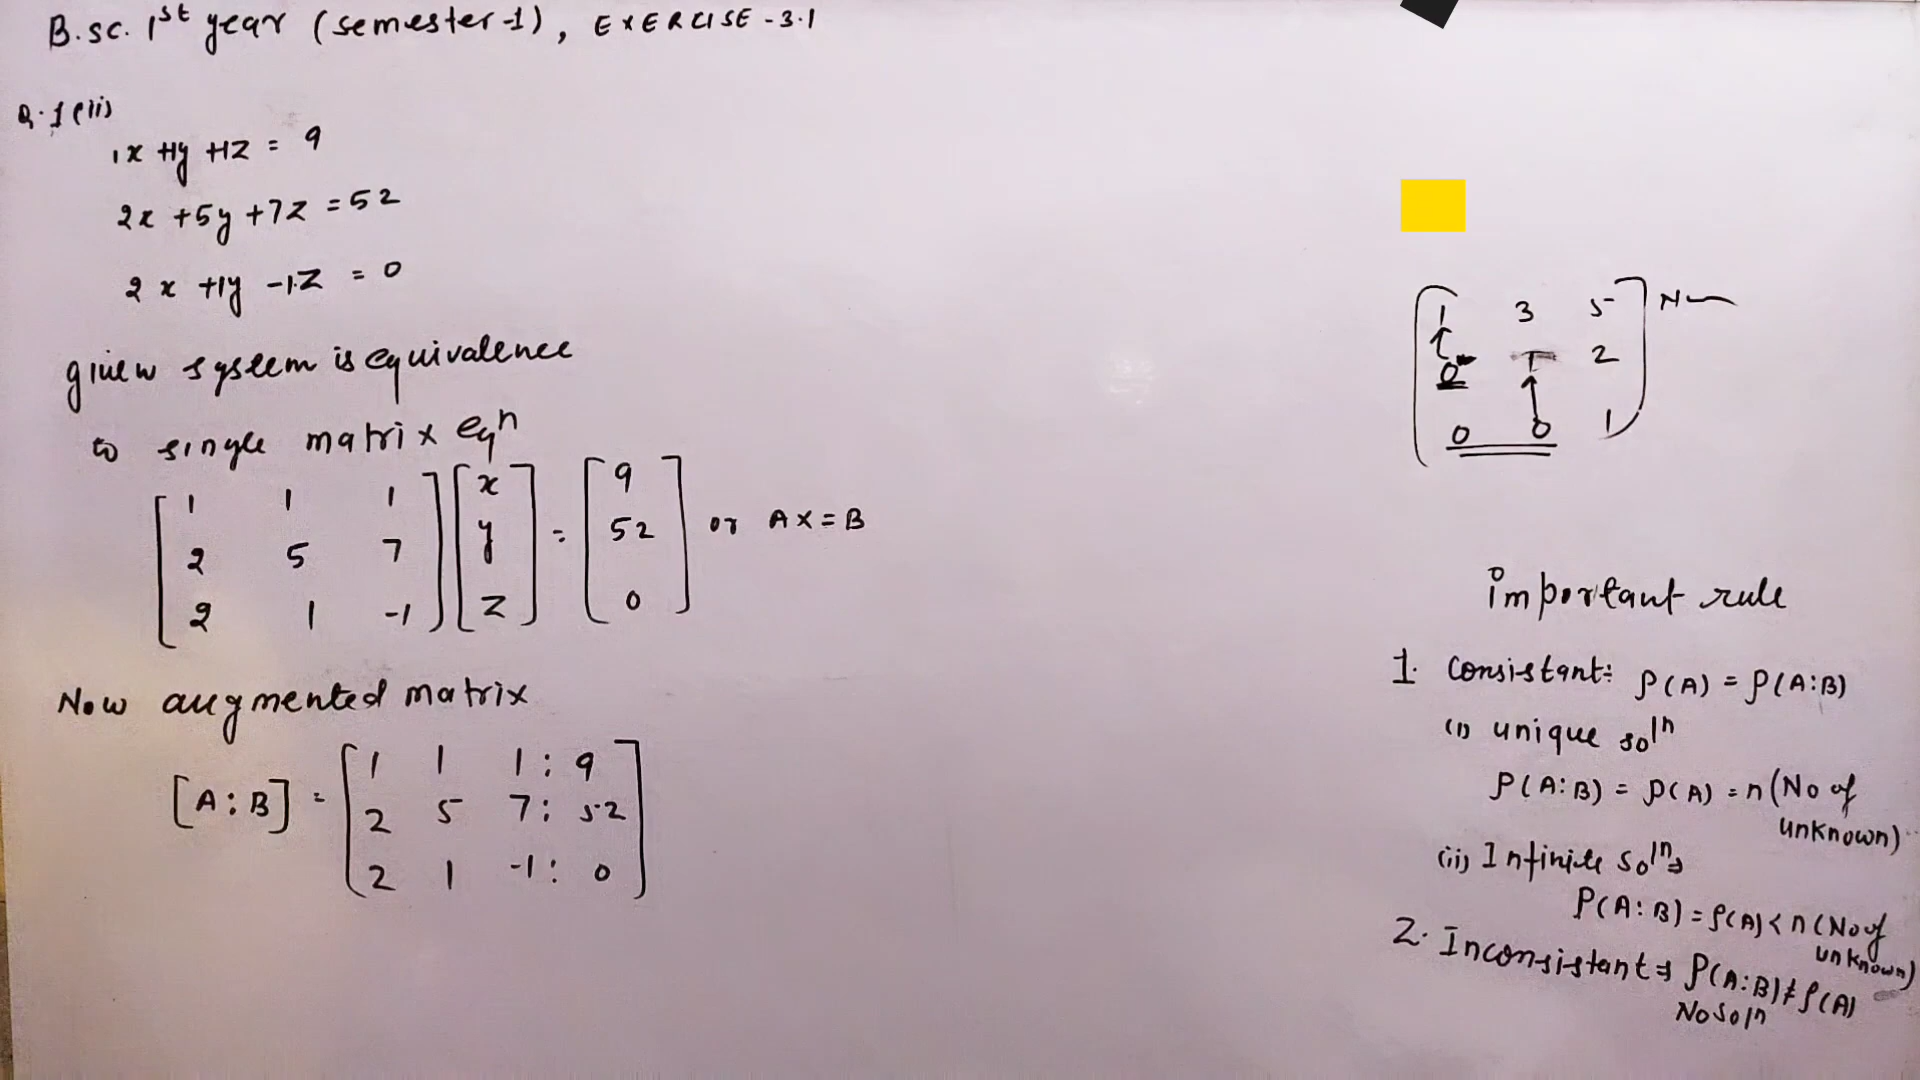 B.sc. 1st year (semester-1), EXERCISE-3.1
Q.1(iii)
1x +1y +1z = 9
2x +5y +7z = 52
2x +1y -1z = 0
given system is equivalence
to single matrix eqn
1 1 1 x 9
2 5 7 y = 52 or AX=B
2 1 -1 z 0
Now augmented matrix
1 1 1 : 9
[A:B] = 2 5 7 : 52
2 1 -1 : 0
1 3 5
0 1 2
0 0 1
important rule
1. Consistant: ρ(A) = ρ(A:B)
(i) unique soln
ρ(A:B) = ρ(A) = n (No of
unknown)
(ii) Infinite solns
ρ(A:B) = ρ(A) < n (No of
unknown)
2. Inconsistant ⇒ ρ(A:B) ≠ ρ(A)
No soln